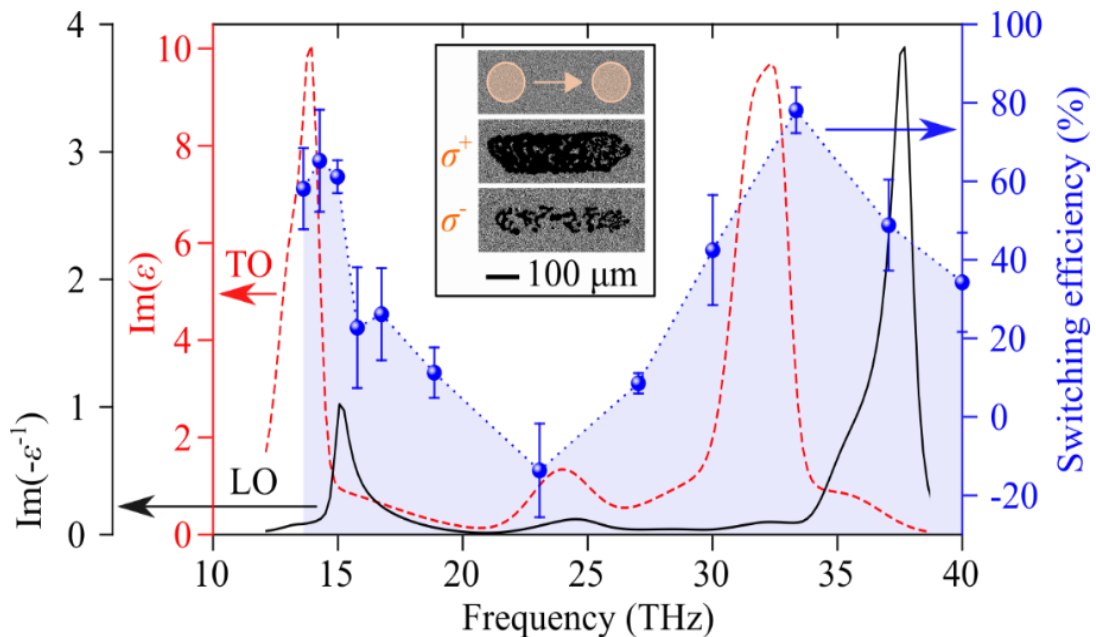 4
3
2
1
0
Im(-ε⁻¹)
10
8
6
4
2
0
Im(ε)
TO
LO
σ⁺
σ⁻
100 μm
100
80
60
40
20
0
-20
Switching efficiency (%)
10 15 20 25 30 35 40
Frequency (THz)